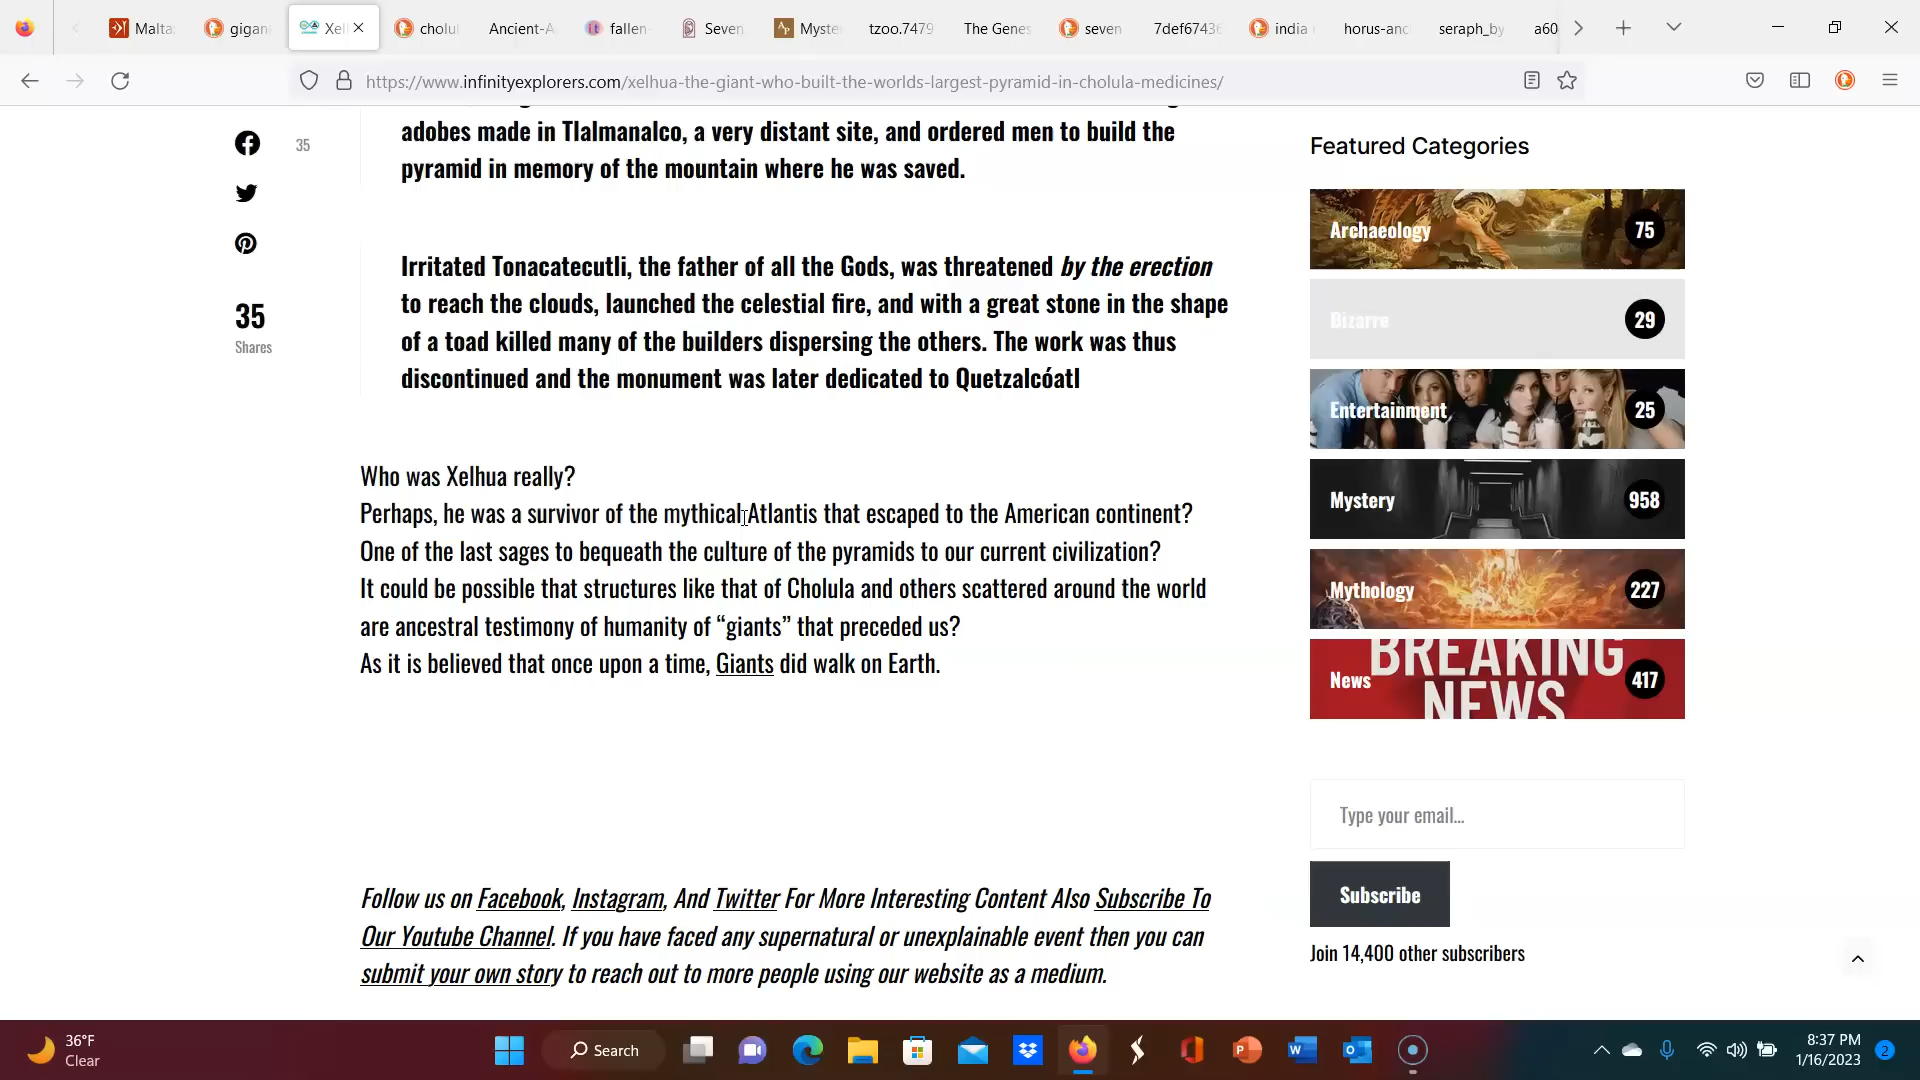 Malta
gigan
Xel
cholu
Ancient-A
fallen-
Seven
Myste
tzoo.7479
The Genes
seven
7def6743
india
horus-anc
seraph_by
a60
https://www.infinityexplorers.com/xelhua-the-giant-who-built-the-worlds-largest-pyramid-in-cholula-medicines/
35
35
Shares
adobes made in Tlalmanalco, a very distant site, and ordered men to build the
pyramid in memory of the mountain where he was saved.
Irritated Tonacatecutli, the father of all the Gods, was threatened by the erection
to reach the clouds, launched the celestial fire, and with a great stone in the shape
of a toad killed many of the builders dispersing the others. The work was thus
discontinued and the monument was later dedicated to Quetzalcóatl
Who was Xelhua really?
Perhaps, he was a survivor of the mythical Atlantis that escaped to the American continent?
One of the last sages to bequeath the culture of the pyramids to our current civilization?
It could be possible that structures like that of Cholula and others scattered around the world
are ancestral testimony of humanity of “giants” that preceded us?
As it is believed that once upon a time, Giants did walk on Earth.
Follow us on Facebook, Instagram, And Twitter For More Interesting Content Also Subscribe To
Our Youtube Channel. If you have faced any supernatural or unexplainable event then you can
submit your own story to reach out to more people using our website as a medium.
Featured Categories
Archaeology 75
Bizarre 29
Entertainment 25
Mystery 958
Mythology 227
BREAKING
NEWS
News 417
Type your email...
Subscribe
Join 14,400 other subscribers
36°F
Clear
Search
8:37 PM
1/16/2023
2